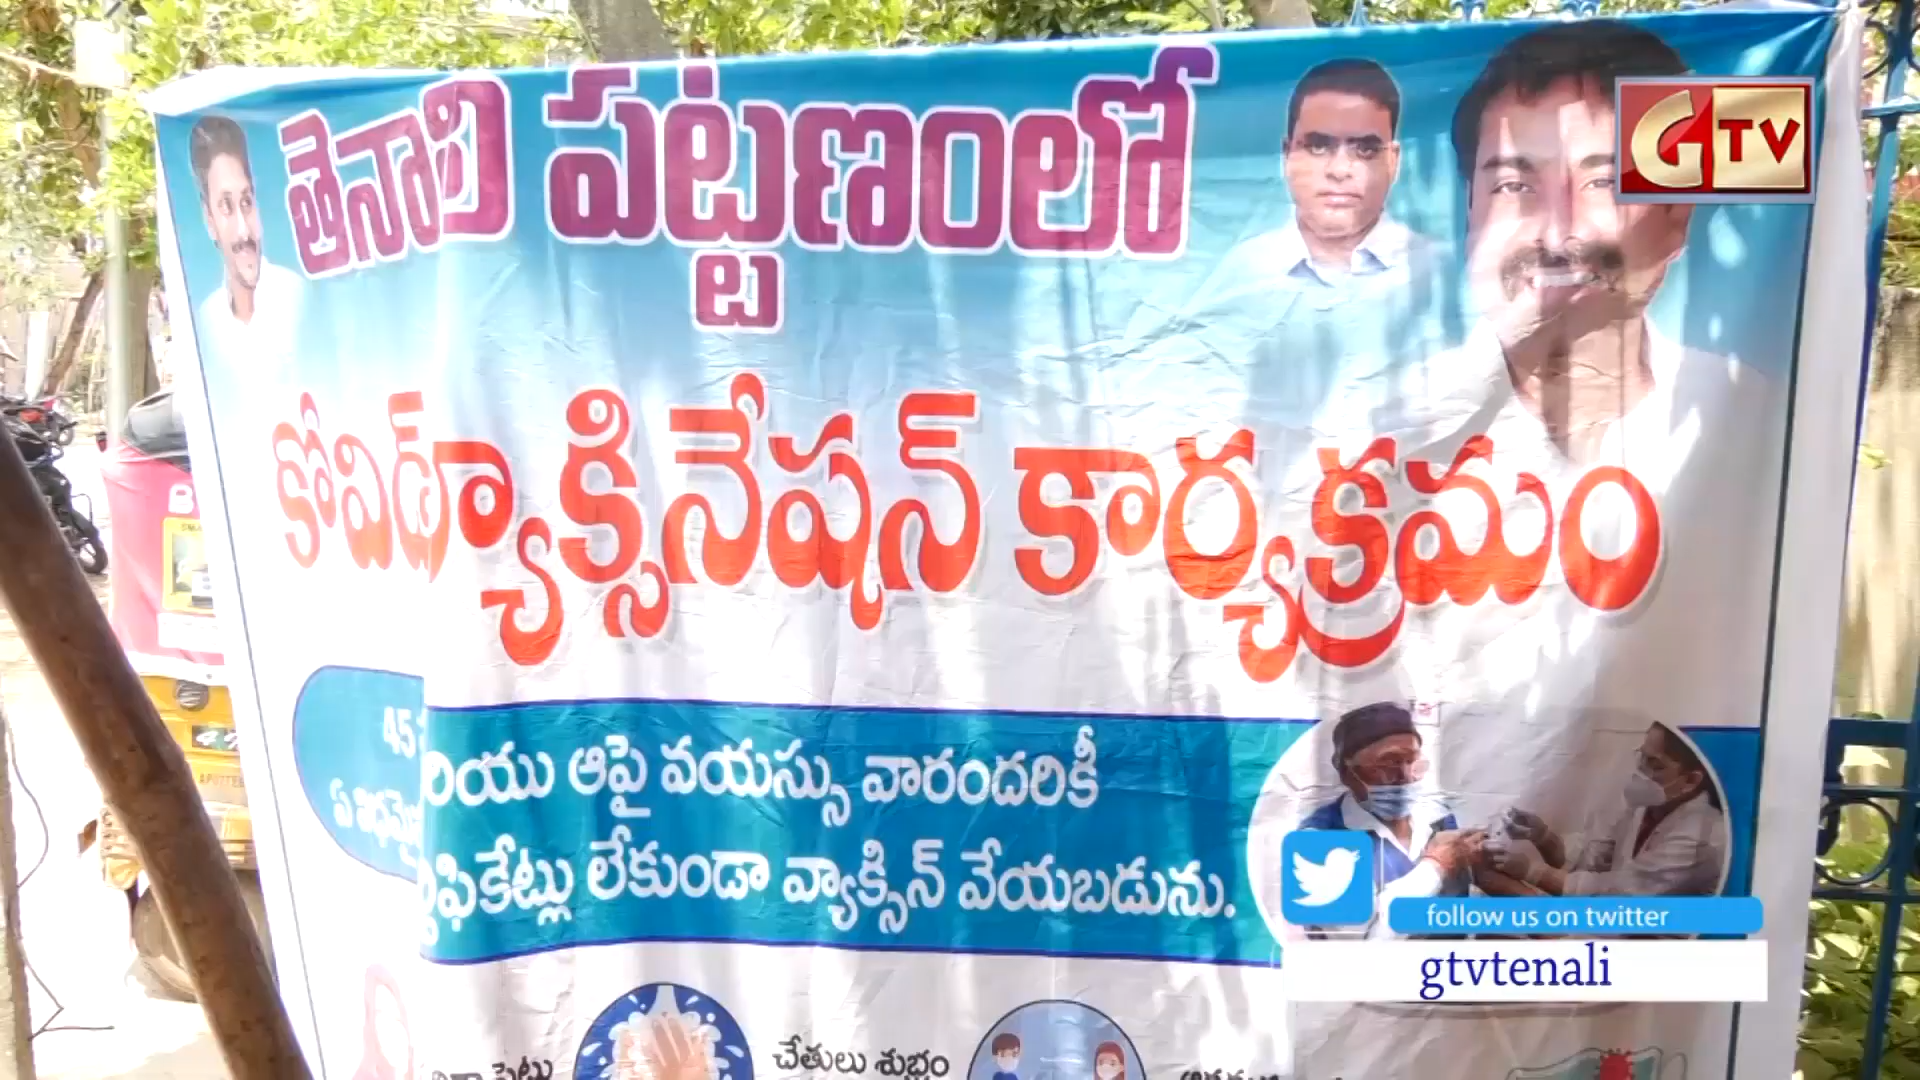 తెనాలి పట్టణంలో
GTV
కోవిడ్ వ్యాక్సినేషన్ కార్యక్రమం
45
రియు ఆపై వయస్సు వారందరికీ
ఫికేట్లు లేకుండా వ్యాక్సిన్ వేయబడును.
follow us on twitter
gtvtenali
చేతులు శుభ్రం